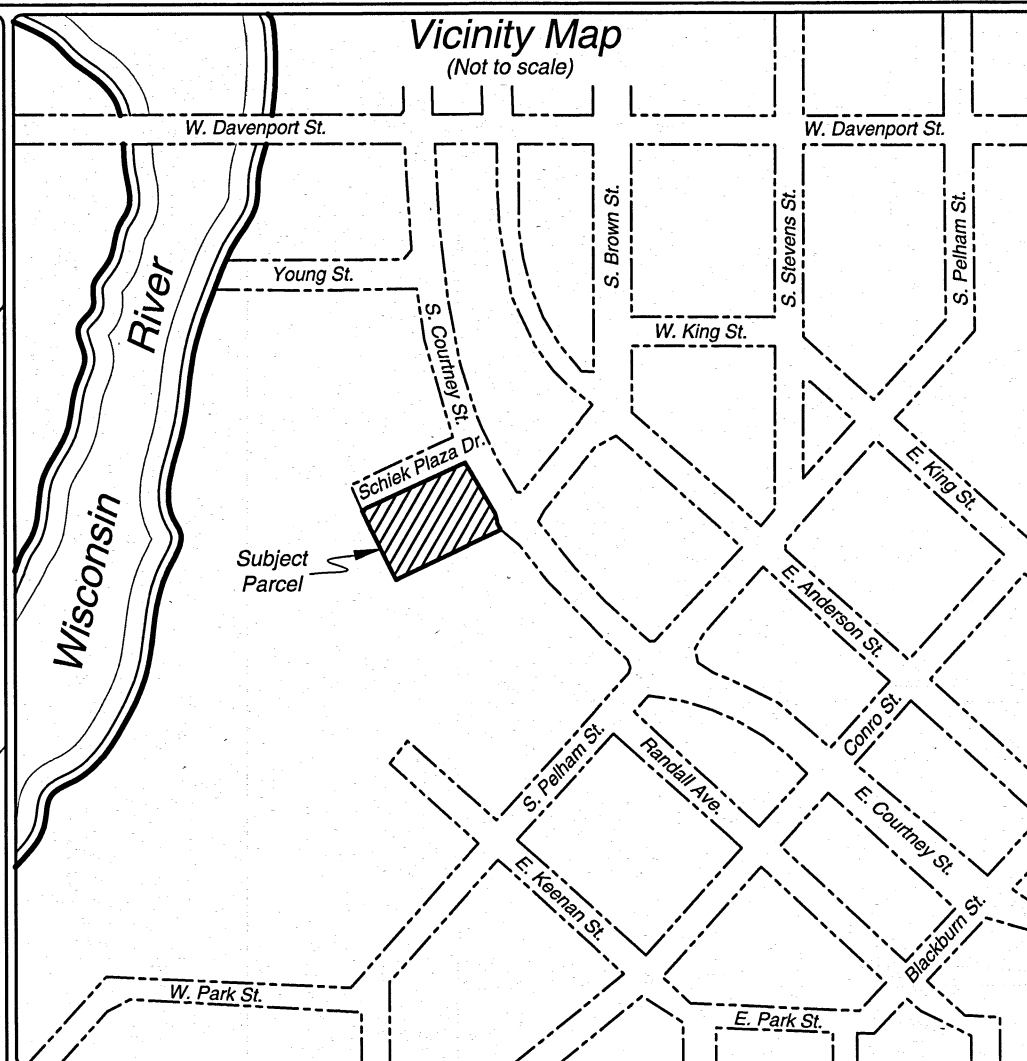 Vicinity Map
(Not to scale)
W. Davenport St.
W. Davenport St.
S. Brown St.
S. Stevens St.
S. Pelham St.
Young St.
River
S. Courtney St.
W. King St.
Schiek Plaza Dr.
E. King St.
Wisconsin
Subject
Parcel
E. Anderson St.
Conro St.
S. Pelham St.
Randall Ave.
E. Courtney St.
E. Keenan St.
Blackburn St.
W. Park St.
E. Park St.